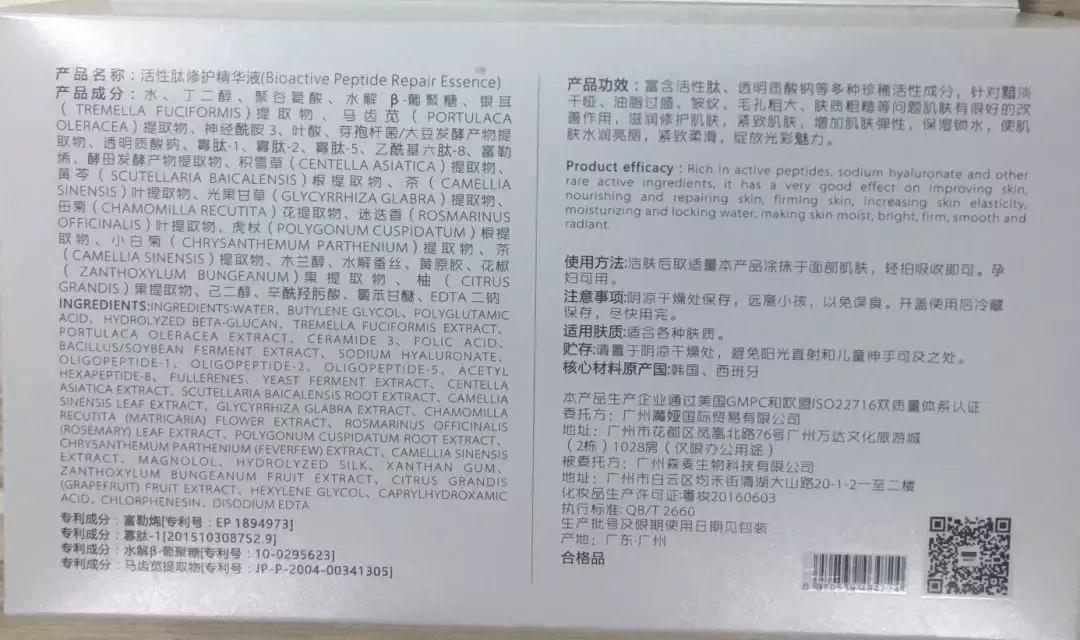 产品名称：活性肽修护精华液(Bioactive Peptide Repair Essence)
产品成分：水、丁二醇、聚谷氨酸、水解 β-葡聚糖、银耳
（TREMELLA FUCIFORMIS）提取物、马齿苋（PORTULACA
OLERACEA）提取物、神经酰胺 3、叶酸、芽孢杆菌/大豆发酵产物提
取物、透明质酸钠、寡肽-1、寡肽-2、寡肽-5、乙酰基六肽-8、富勒
烯、酵母发酵产物提取物、积雪草（CENTELLA ASIATICA）提取物、
黄芩（SCUTELLARIA BAICALENSIS）根提取物、茶（CAMELLIA
SINENSIS）叶提取物、光果甘草（GLYCYRRHIZA GLABRA）提取物、
母菊（CHAMOMILLA RECUTITA）花提取物、迷迭香（ROSMARINUS
OFFICINALIS）叶提取物、虎杖（POLYGONUM CUSPIDATUM）根提
取物、小白菊（CHRYSANTHEMUM PARTHENIUM）提取物、茶
（CAMELLIA SINENSIS）提取物、木兰醇、水解蚕丝、黄原胶、花椒
（ZANTHOXYLUM BUNGEANUM）果提取物、柚（CITRUS
GRANDIS）果提取物、己二醇、辛酰羟肟酸、氯苯甘醚、EDTA 二钠
INGREDIENTS:INGREDIENTS:WATER、BUTYLENE GLYCOL、POLYGLUTAMIC
ACID、HYDROLYZED BETA-GLUCAN、TREMELLA FUCIFORMIS EXTRACT、
PORTULACA OLERACEA EXTRACT、CERAMIDE 3、FOLIC ACID、
BACILLUS/SOYBEAN FERMENT EXTRACT、SODIUM HYALURONATE、
OLIGOPEPTIDE-1、OLIGOPEPTIDE-2、OLIGOPEPTIDE-5、ACETYL
HEXAPEPTIDE-8、FULLERENES、YEAST FERMENT EXTRACT、CENTELLA
ASIATICA EXTRACT、SCUTELLARIA BAICALENSIS ROOT EXTRACT、CAMELLIA
SINENSIS LEAF EXTRACT、GLYCYRRHIZA GLABRA EXTRACT、CHAMOMILLA
RECUTITA (MATRICARIA) FLOWER EXTRACT、ROSMARINUS OFFICINALIS
(ROSEMARY) LEAF EXTRACT、POLYGONUM CUSPIDATUM ROOT EXTRACT、
CHRYSANTHEMUM PARTHENIUM (FEVERFEW) EXTRACT、CAMELLIA SINENSIS
EXTRACT、MAGNOLOL、HYDROLYZED SILK、XANTHAN GUM、
ZANTHOXYLUM BUNGEANUM FRUIT EXTRACT、CITRUS GRANDIS
(GRAPEFRUIT) FRUIT EXTRACT、HEXYLENE GLYCOL、CAPRYLHYDROXAMIC
ACID、CHLORPHENESIN、DISODIUM EDTA
专利成分：富勒烯[专利号：EP 1894973]
专利成分：寡肽-1[201510308752.9]
专利成分：水解β-葡聚糖[专利号：10-0295623]
专利成分：马齿苋提取物[专利号：JP-P-2004-00341305]
产品功效：富含活性肽、透明质酸钠等多种珍稀活性成分，针对黯淡
干哑、油脂过盛、皱纹、毛孔粗大、肤质粗糙等问题肌肤有很好的改
善作用，滋润修护肌肤，紧致肌肤，增加肌肤弹性，保湿锁水，使肌
肤水润亮丽，紧致柔滑，绽放光彩魅力。
Product efficacy：Rich in active peptides, sodium hyaluronate and other
rare active ingredients, it has a very good effect on improving skin,
nourishing and repairing skin, firming skin, increasing skin elasticity,
moisturizing and locking water, making skin moist, bright, firm, smooth and
radiant.
使用方法:洁肤后取适量本产品涂抹于面部肌肤，轻拍吸收即可。孕
妇可用。
注意事项:阴凉干燥处保存，远离小孩，以免误食。开盖使用后冷藏
保存，尽快用完。
适用肤质:适合各种肤质。
贮存:请置于阴凉干燥处，避免阳光直射和儿童伸手可及之处。
核心材料原产国:韩国、西班牙
本产品生产企业通过美国GMPC和欧盟ISO22716双质量体系认证
委托方：广州魔娅国际贸易有限公司
地址：广州市花都区凤凰北路76号广州万达文化旅游城
（2栋）1028房（仅限办公用途）
被委托方：广州森麦生物科技有限公司
地址：广州市白云区均禾街清湖大山路20-1-2一至二楼
化妆品生产许可证:粤妆20160603
执行标准:QB/T 2660
生产批号及限期使用日期见包装
产地：广东·广州
合格品